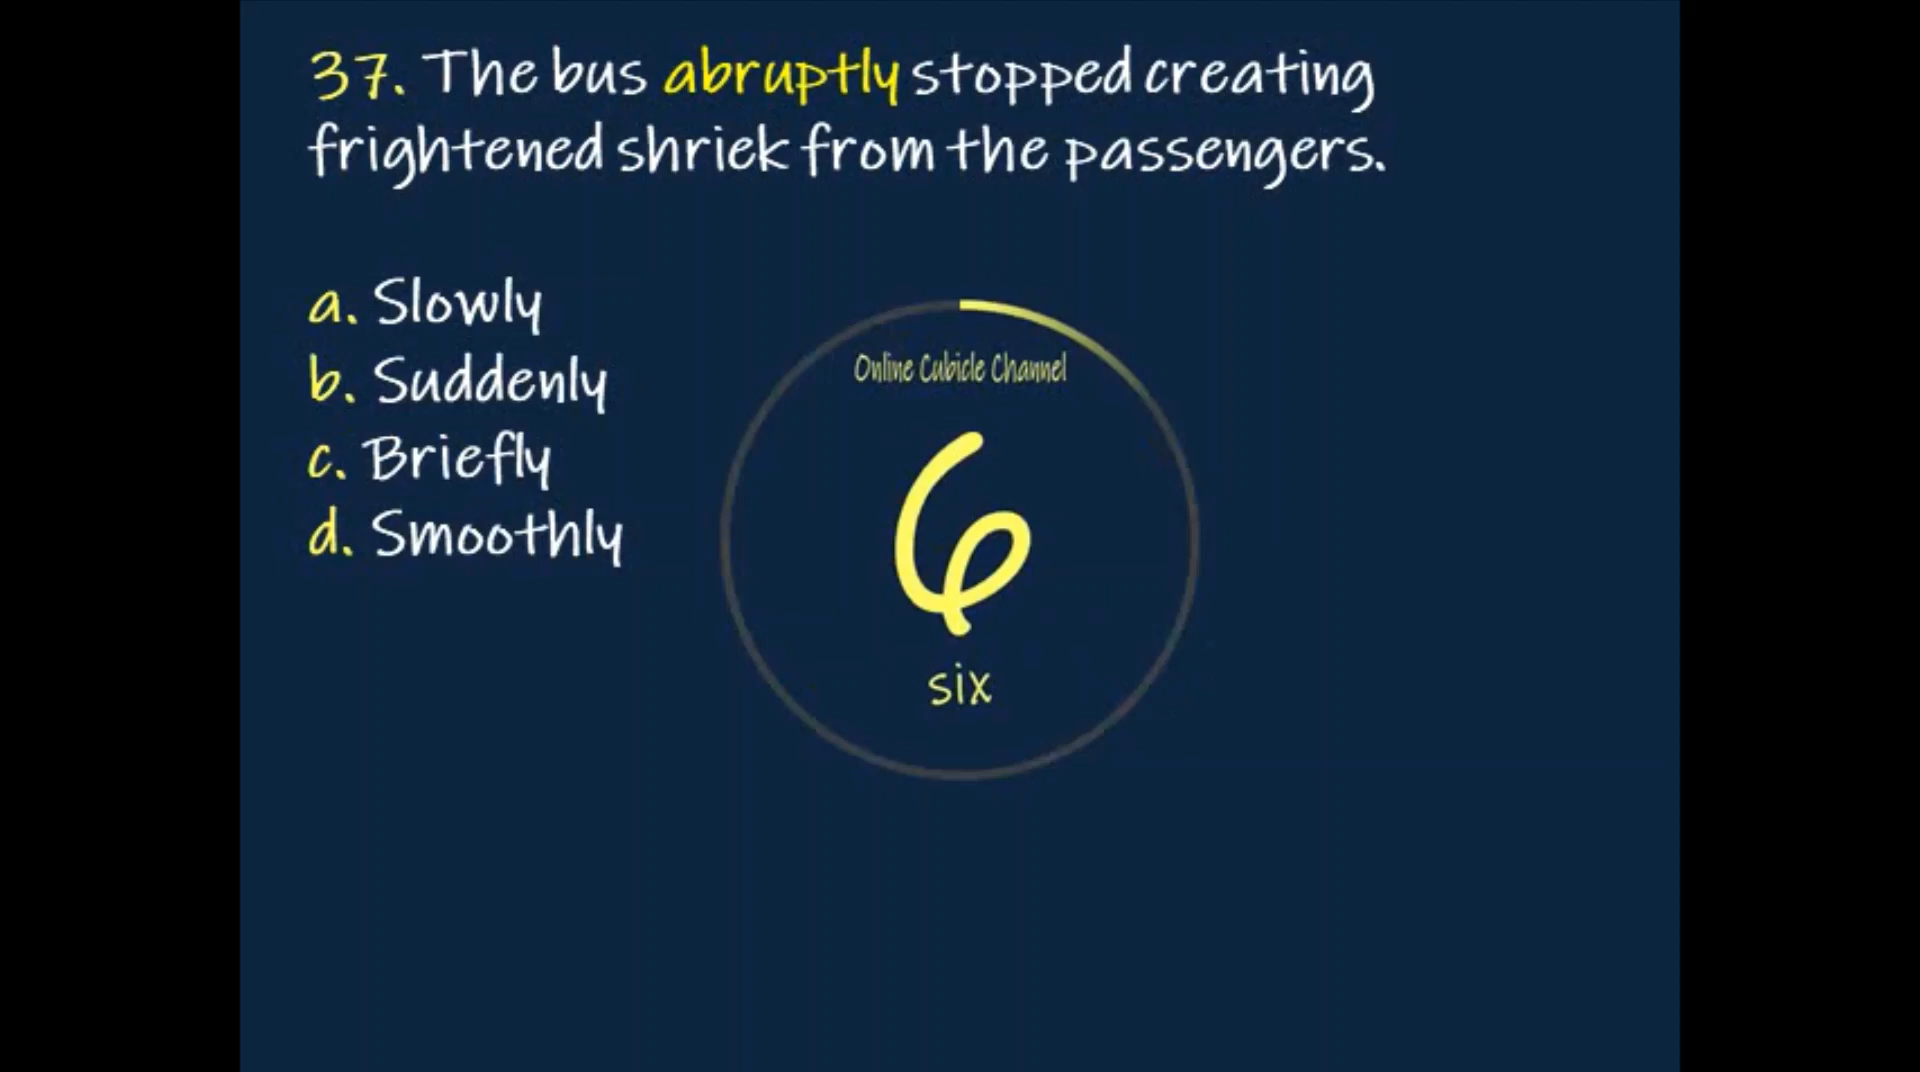 37. The bus abruptly stopped creating
frightened shriek from the passengers.
a. Slowly
b. Suddenly
c. Briefly
d. Smoothly
Online Cubicle Channel
6
six